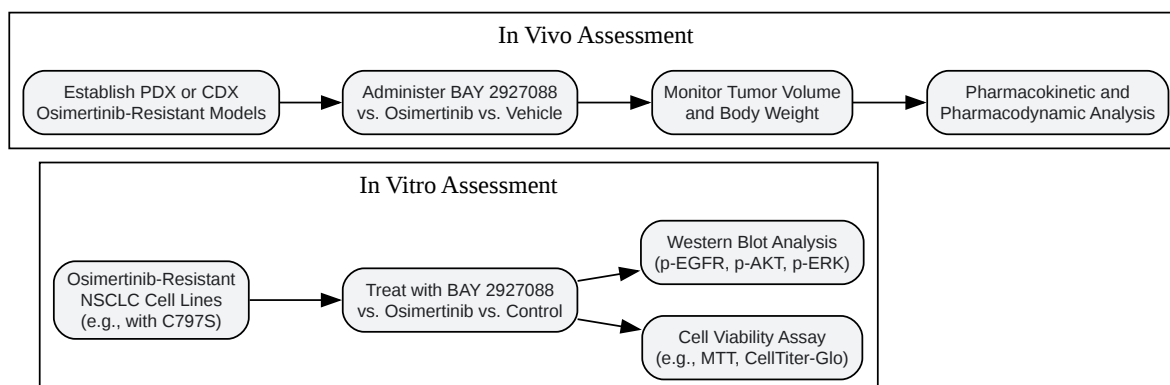 In Vivo Assessment
Establish PDX or CDX
Osimertinib-Resistant Models
Administer BAY 2927088
vs. Osimertinib vs. Vehicle
Monitor Tumor Volume
and Body Weight
Pharmacokinetic and
Pharmacodynamic Analysis
In Vitro Assessment
Osimertinib-Resistant
NSCLC Cell Lines
(e.g., with C797S)
Treat with BAY 2927088
vs. Osimertinib vs. Control
Western Blot Analysis
(p-EGFR, p-AKT, p-ERK)
Cell Viability Assay
(e.g., MTT, CellTiter-Glo)